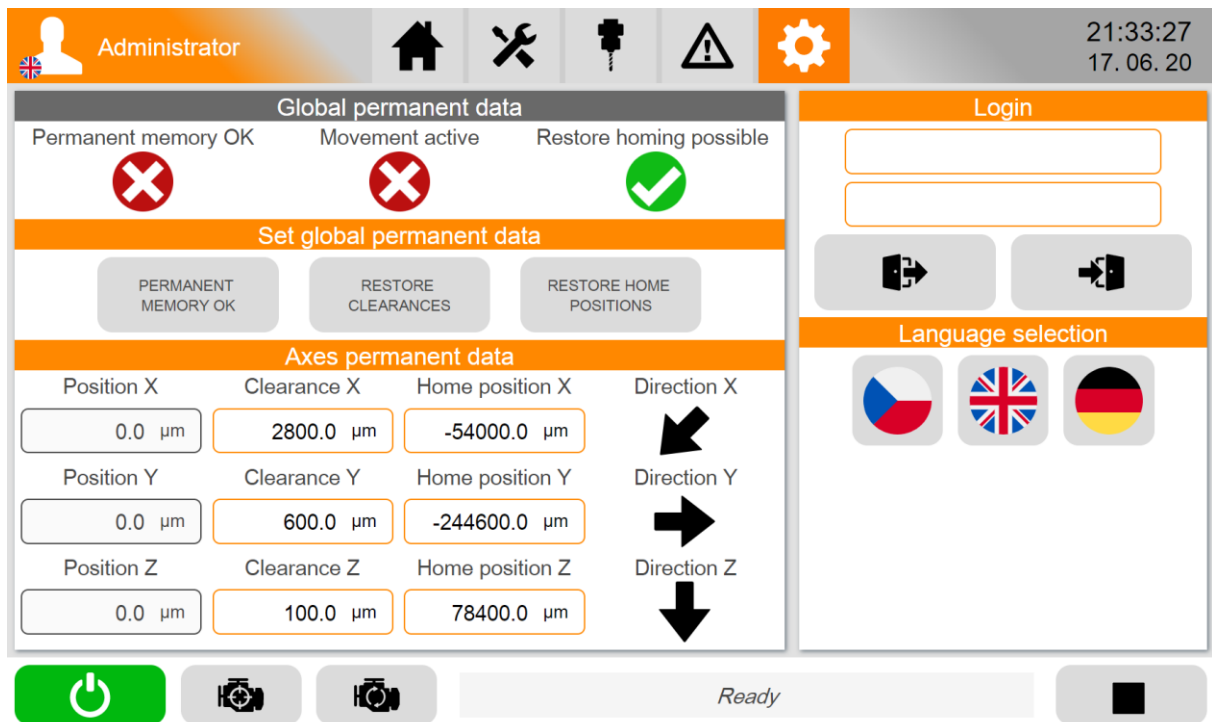 Administrator
21:33:27
17. 06. 20
Global permanent data
Permanent memory OK
Movement active
Restore homing possible
Set global permanent data
PERMANENT
MEMORY OK
RESTORE
CLEARANCES
RESTORE HOME
POSITIONS
Axes permanent data
Position X
Clearance X
Home position X
Direction X
0.0 µm
2800.0 µm
-54000.0 µm
Position Y
Clearance Y
Home position Y
Direction Y
0.0 µm
600.0 µm
-244600.0 µm
Position Z
Clearance Z
Home position Z
Direction Z
0.0 µm
100.0 µm
78400.0 µm
Login
Language selection
Ready